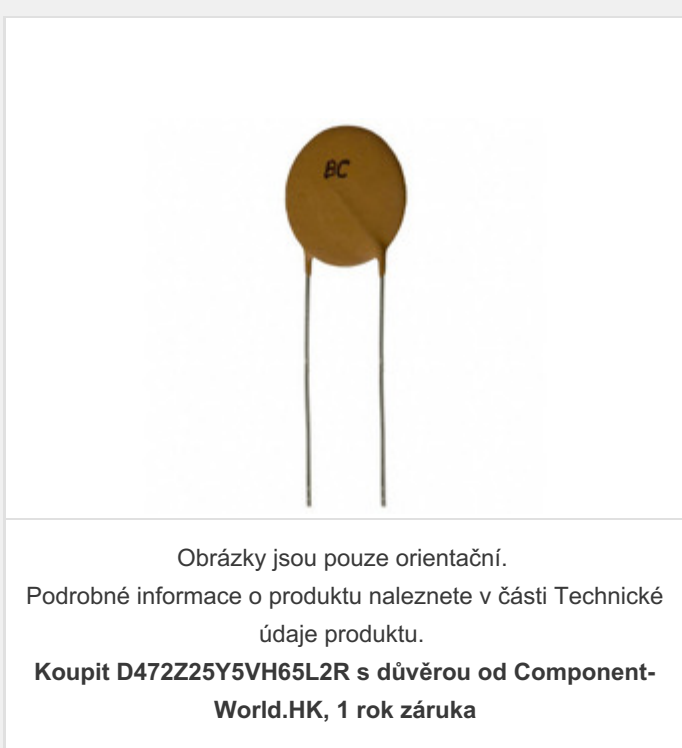 BC
Obrázky jsou pouze orientační.
Podrobné informace o produktu naleznete v části Technické
údaje produktu.
Koupit D472Z25Y5VH65L2R s důvěrou od Component-
World.HK, 1 rok záruka